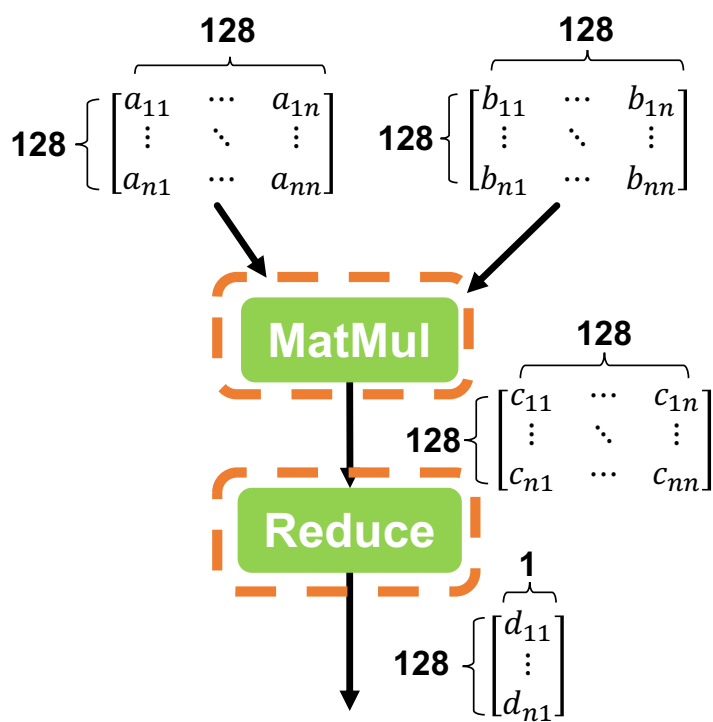 128 128
128 [a11 ⋯ a1n
⋮ ⋱ ⋮
an1 ⋯ ann]
128 [b11 ⋯ b1n
⋮ ⋱ ⋮
bn1 ⋯ bnn]
MatMul
128
128 [c11 ⋯ c1n
⋮ ⋱ ⋮
cn1 ⋯ cnn]
Reduce
1
128 [d11
⋮
dn1]